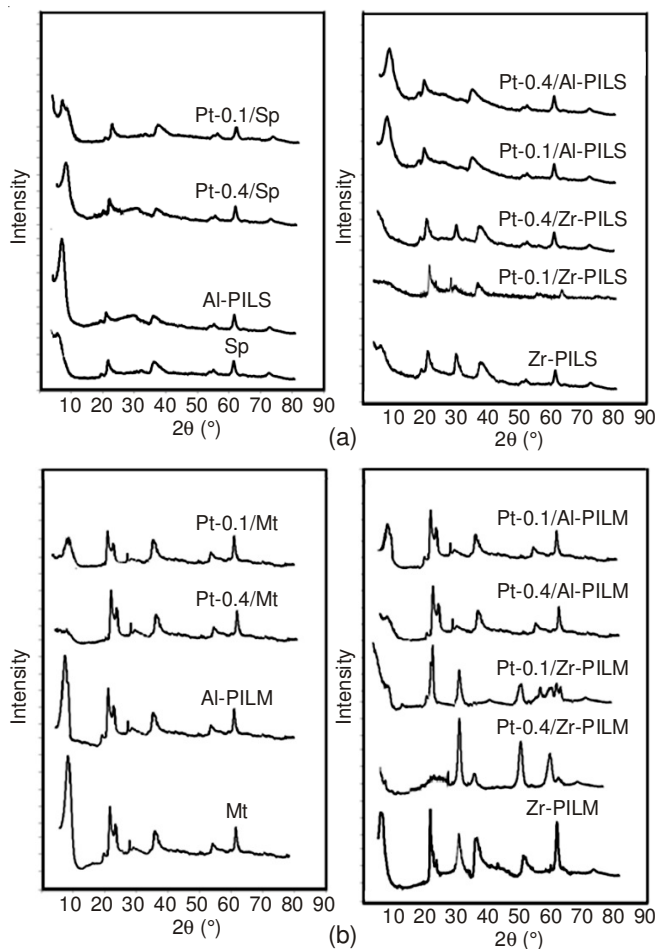 Pt-0.1/Sp
Pt-0.4/Sp
Al-PILS
Sp
Intensity
10 20 30 40 50 60 70 80 90
2θ (°)
Pt-0.4/Al-PILS
Pt-0.1/Al-PILS
Pt-0.4/Zr-PILS
Pt-0.1/Zr-PILS
Zr-PILS
Intensity
10 20 30 40 50 60 70 80 90
2θ (°)
(a)
Pt-0.1/Mt
Pt-0.4/Mt
Al-PILM
Mt
Intensity
10 20 30 40 50 60 70 80 90
2θ (°)
Pt-0.1/Al-PILM
Pt-0.4/Al-PILM
Pt-0.1/Zr-PILM
Pt-0.4/Zr-PILM
Zr-PILM
Intensity
10 20 30 40 50 60 70 80 90
2θ (°)
(b)